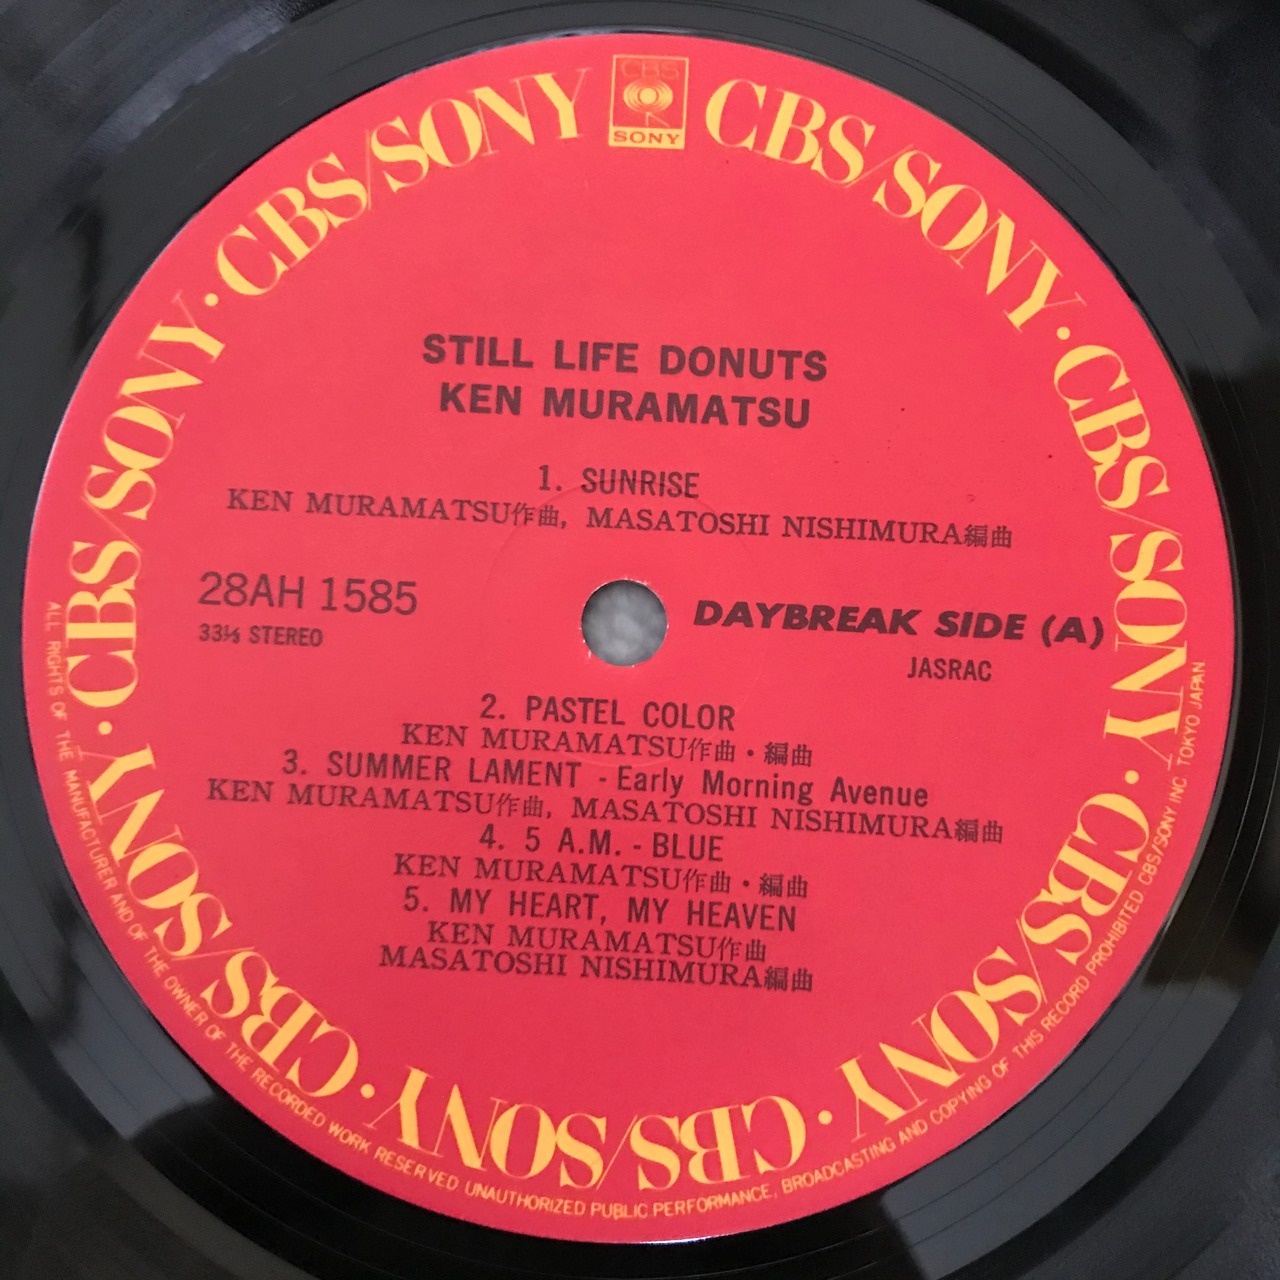 CBS
SONY
CBS/SONY · CBS/SONY · CBS/SONY · CBS/SONY · CBS/SONY · CBS/SONY · CBS/SONY · CBS/SONY
STILL LIFE DONUTS
KEN MURAMATSU
1. SUNRISE
KEN MURAMATSU作曲, MASATOSHI NISHIMURA編曲
28AH 1585
33⅓ STEREO
DAYBREAK SIDE (A)
JASRAC
2. PASTEL COLOR
KEN MURAMATSU作曲・編曲
3. SUMMER LAMENT - Early Morning Avenue
KEN MURAMATSU作曲, MASATOSHI NISHIMURA編曲
4. 5 A.M. - BLUE
KEN MURAMATSU作曲・編曲
5. MY HEART, MY HEAVEN
KEN MURAMATSU作曲
MASATOSHI NISHIMURA編曲
ALL RIGHTS OF THE MANUFACTURER AND OF THE OWNER OF THE RECORDED WORK RESERVED. UNAUTHORIZED PUBLIC PERFORMANCE, BROADCASTING AND COPYING OF THIS RECORD PROHIBITED CBS/SONY INC TOKYO JAPAN